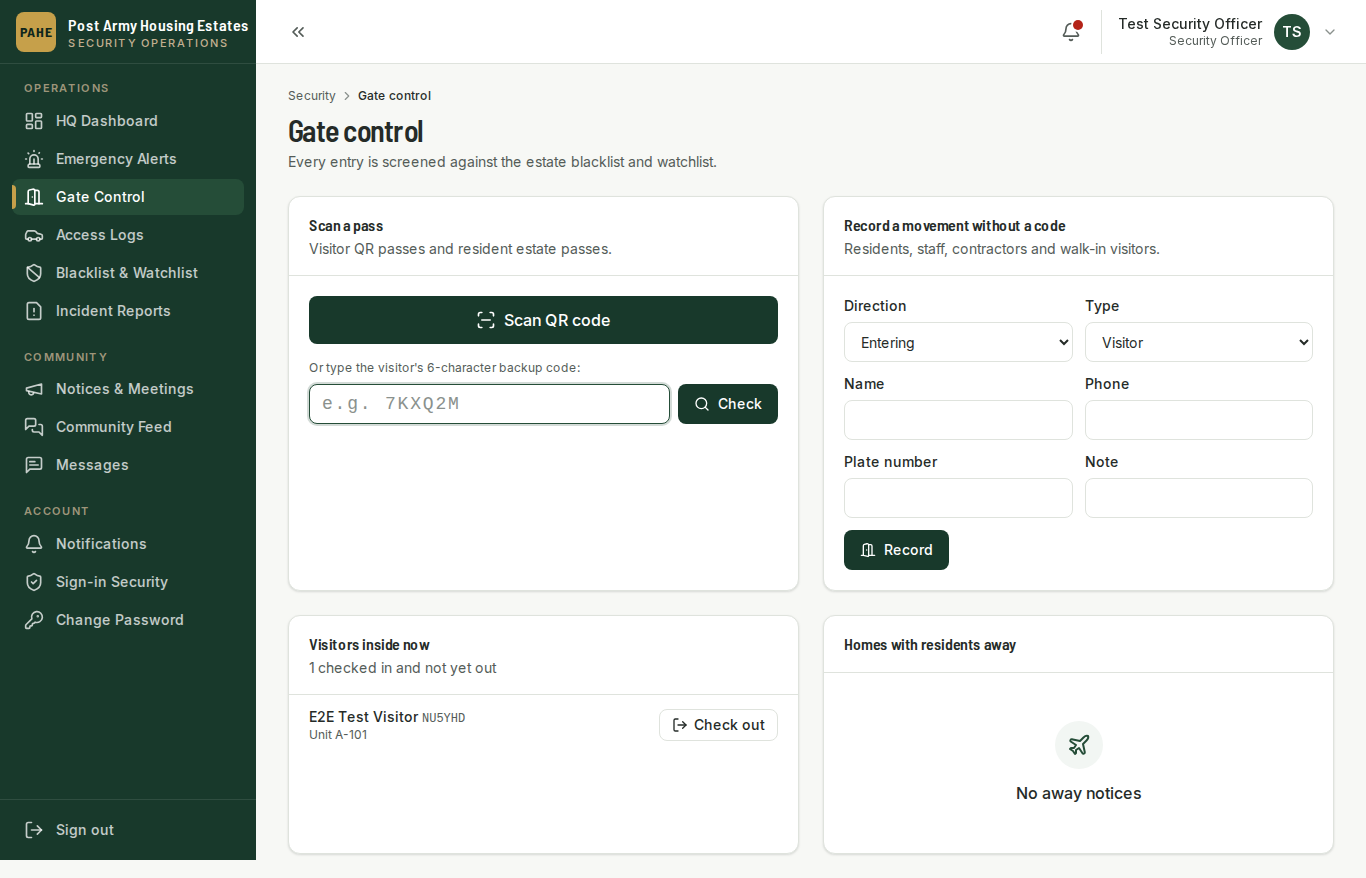 PAHE
Post Army Housing Estates
SECURITY OPERATIONS
OPERATIONS
HQ Dashboard
Emergency Alerts
Gate Control
Access Logs
Blacklist & Watchlist
Incident Reports
COMMUNITY
Notices & Meetings
Community Feed
Messages
ACCOUNT
Notifications
Sign-in Security
Change Password
Sign out
Test Security Officer
Security Officer
TS
Security > Gate control
Gate control
Every entry is screened against the estate blacklist and watchlist.
Scan a pass
Visitor QR passes and resident estate passes.
Scan QR code
Or type the visitor's 6-character backup code:
e.g. 7KXQ2M
Check
Record a movement without a code
Residents, staff, contractors and walk-in visitors.
Direction
Type
Entering
Visitor
Name
Phone
Plate number
Note
Record
Visitors inside now
1 checked in and not yet out
E2E Test Visitor NU5YHD
Unit A-101
Check out
Homes with residents away
No away notices